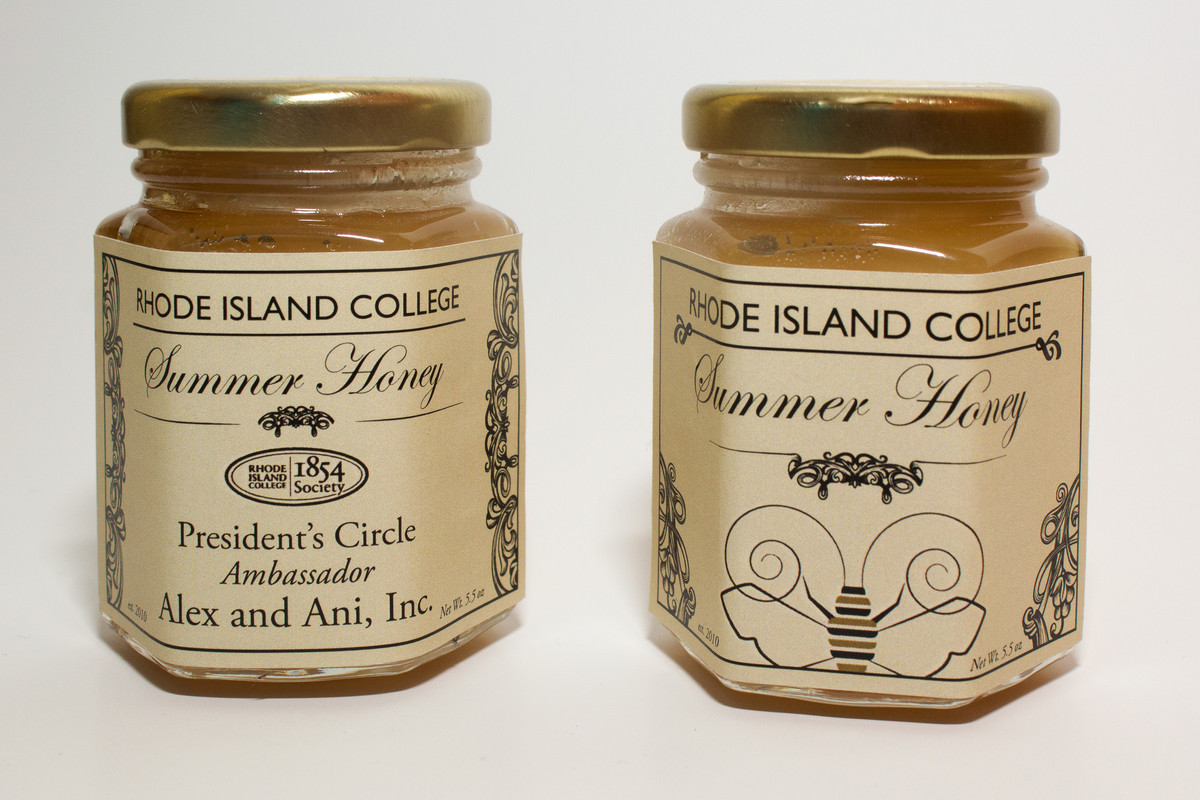 RHODE ISLAND COLLEGE
Summer Honey
RHODE
ISLAND
COLLEGE
1854
Society
President's Circle
Ambassador
Alex and Ani, Inc.
est. 2010
Net Wt. 5.5 oz
RHODE ISLAND COLLEGE
Summer Honey
est. 2010
Net Wt. 5.5 oz